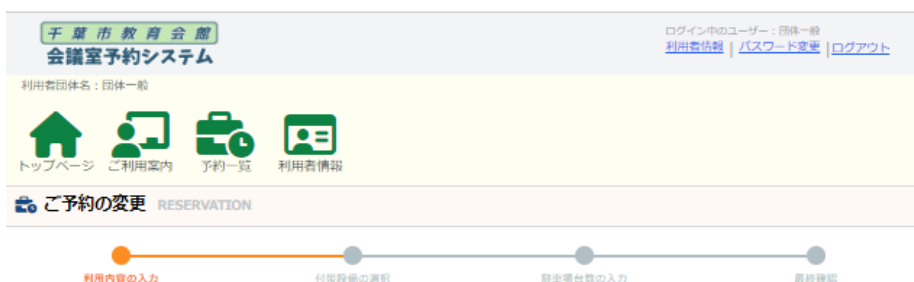 千葉市教育会館
会議室予約システム
ログイン中のユーザー：団体一般
利用者情報 | パスワード変更 | ログアウト
利用者団体名：団体一般
トップページ ご利用案内 予約一覧 利用者情報
ご予約の変更 RESERVATION
利用内容の入力 付帯設備の選択 駐車場台数の入力 最終確認